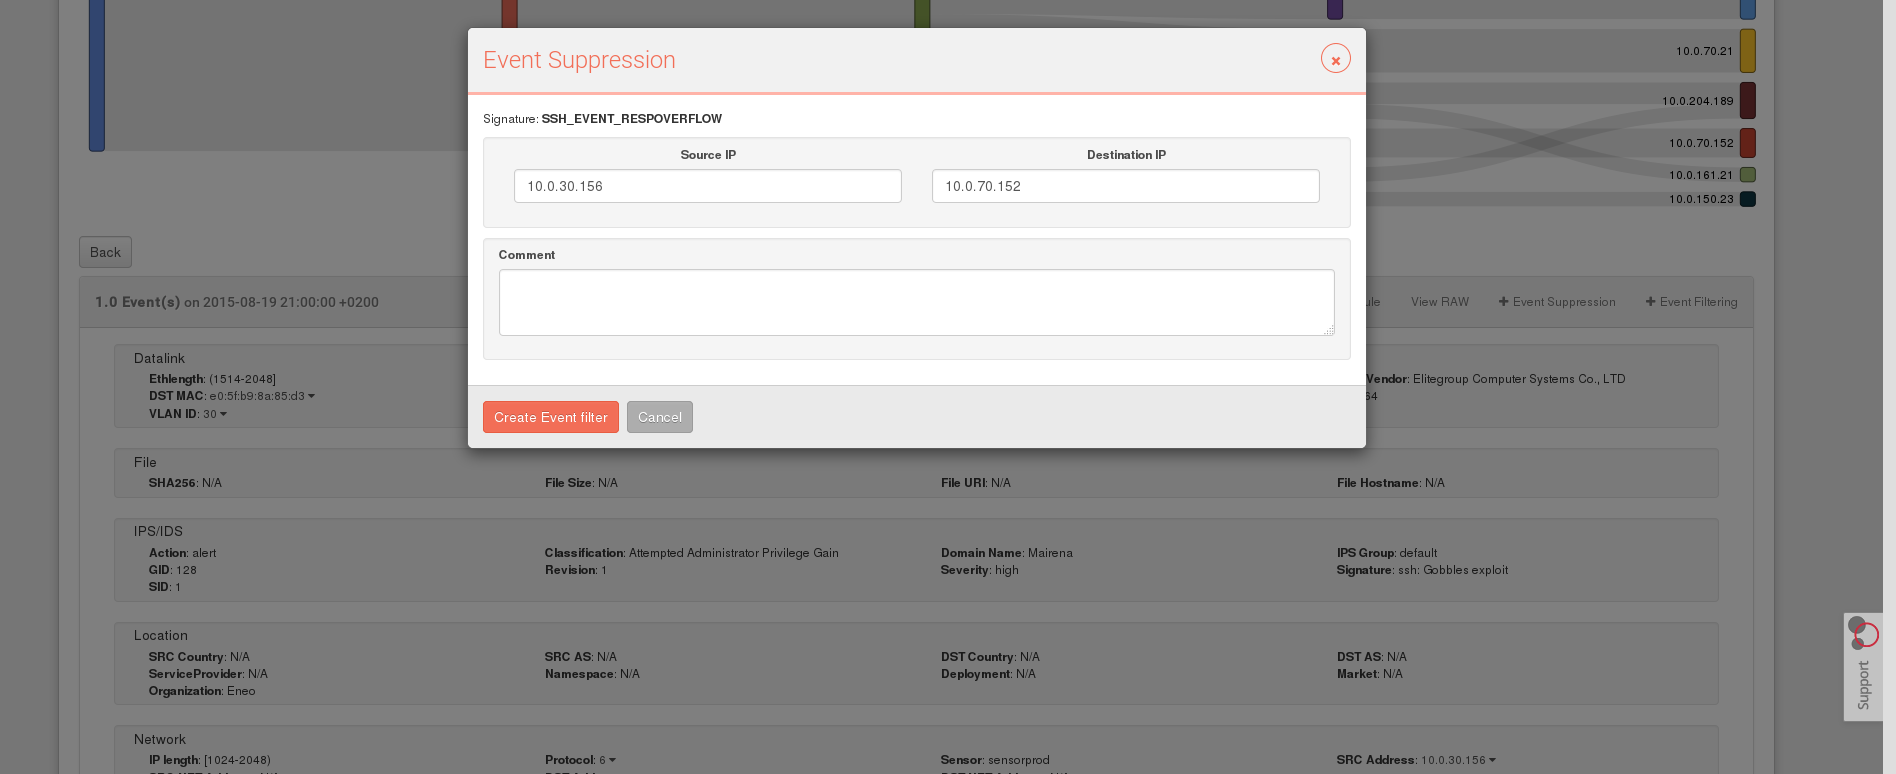 10.0.70.21
10.0.204.189
10.0.70.152
10.0.161.21
10.0.150.23
Event Suppression
Signature: SSH_EVENT_RESPOVERFLOW
Source IP
Destination IP
10.0.30.156
10.0.70.152
Comment
Create Event filter
Cancel
Back
1.0 Event(s) on 2015-08-19 21:00:00 +0200
View RAW
Event Suppression
Event Filtering
Datalink
Ethlength: (1514-2048]
Vendor: Elitegroup Computer Systems Co., LTD
DST MAC: e0:5f:b9:8a:85:d3
64
VLAN ID: 30
File
SHA256: N/A
File Size: N/A
File URI: N/A
File Hostname: N/A
IPS/IDS
Action: alert
Classification: Attempted Administrator Privilege Gain
Domain Name: Mairena
IPS Group: default
GID: 128
Revision: 1
Severity: high
Signature: ssh: Gobbles exploit
SID: 1
Location
SRC Country: N/A
SRC AS: N/A
DST Country: N/A
DST AS: N/A
ServiceProvider: N/A
Namespace: N/A
Deployment: N/A
Market: N/A
Organization: Eneo
Network
IP length: [1024-2048)
Protocol: 6
Sensor: sensorprod
SRC Address: 10.0.30.156
Support